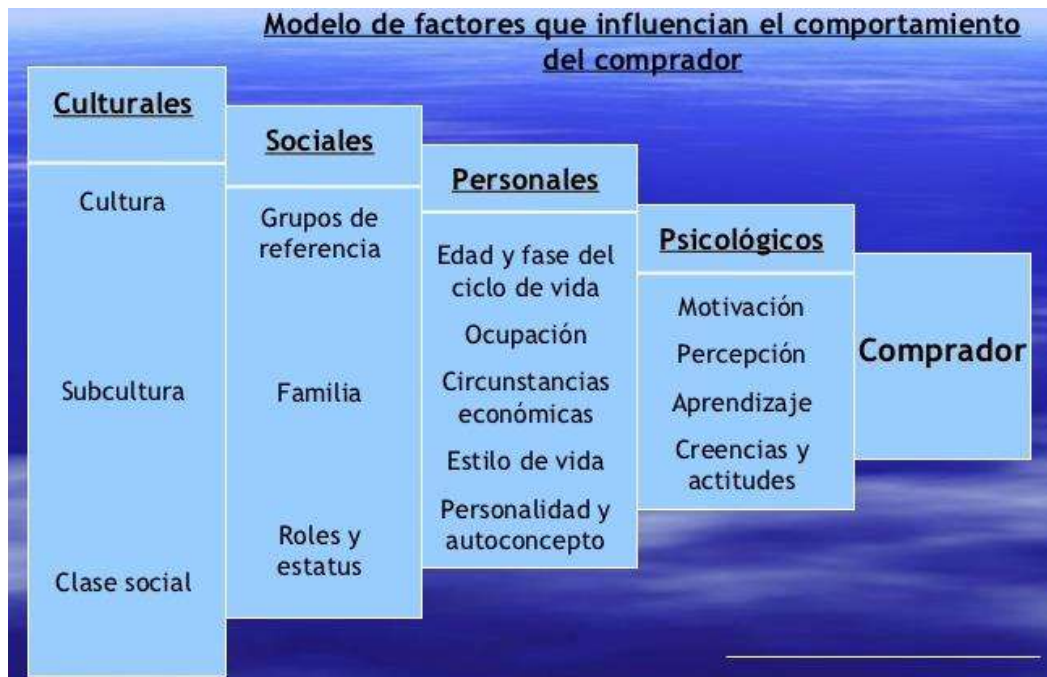 Modelo de factores que influencian el comportamiento
del comprador
Culturales
Cultura
Subcultura
Clase social
Sociales
Grupos de
referencia
Familia
Roles y
estatus
Personales
Edad y fase del
ciclo de vida
Ocupación
Circunstancias
económicas
Estilo de vida
Personalidad y
autoconcepto
Psicológicos
Motivación
Percepción
Aprendizaje
Creencias y
actitudes
Comprador